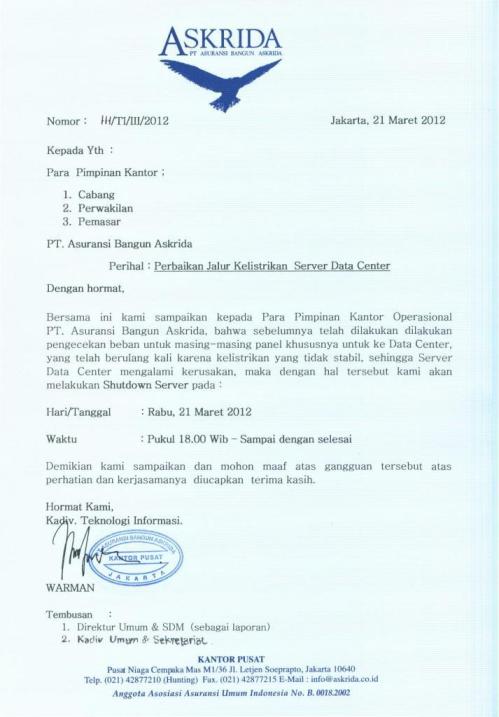 ASKRIDA
PT ASURANSI BANGUN ASKRIDA
Nomor : 141/TI/III/2012
Jakarta, 21 Maret 2012
Kepada Yth :
Para Pimpinan Kantor ;
1. Cabang
2. Perwakilan
3. Pemasar
PT. Asuransi Bangun Askrida
Perihal : Perbaikan Jalur Kelistrikan Server Data Center
Dengan hormat,
Bersama ini kami sampaikan kepada Para Pimpinan Kantor Operasional
PT. Asuransi Bangun Askrida, bahwa sebelumnya telah dilakukan dilakukan
pengecekan beban untuk masing-masing panel khususnya untuk ke Data Center,
yang telah berulang kali karena kelistrikan yang tidak stabil, sehingga Server
Data Center mengalami kerusakan, maka dengan hal tersebut kami akan
melakukan Shutdown Server pada :
Hari/Tanggal : Rabu, 21 Maret 2012
Waktu : Pukul 18.00 Wib - Sampai dengan selesai
Demikian kami sampaikan dan mohon maaf atas gangguan tersebut atas
perhatian dan kerjasamanya diucapkan terima kasih.
Hormat Kami,
Kadiv. Teknologi Informasi.
ASURANSI BANGUN ASKRIDA
KANTOR PUSAT
JAKARTA
WARMAN
Tembusan :
1. Direktur Umum & SDM (sebagai laporan)
2. Kadiv Umum & Sekretariat.
KANTOR PUSAT
Pusat Niaga Cempaka Mas M1/36 Jl. Letjen Soeprapto, Jakarta 10640
Telp. (021) 42877210 (Hunting) Fax. (021) 42877215 E-Mail : info@askrida.co.id
Anggota Asosiasi Asuransi Umum Indonesia No. B. 0018.2002